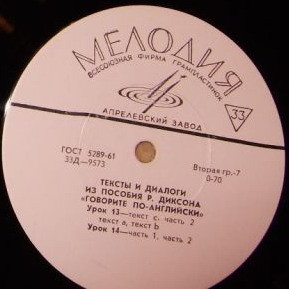 МЕЛОДИЯ
ВСЕСОЮЗНАЯ ФИРМА ГРАМПЛАСТИНОК
33
АПРЕЛЕВСКИЙ ЗАВОД
ГОСТ 5289-61
33Д-9573
Вторая гр.-7
0-70
ТЕКСТЫ И ДИАЛОГИ
ИЗ ПОСОБИЯ Р. ДИКСОНА
«ГОВОРИТЕ ПО-АНГЛИЙСКИ»
Урок 13—текст c, часть 2
текст a, текст b
Урок 14—часть 1, часть 2